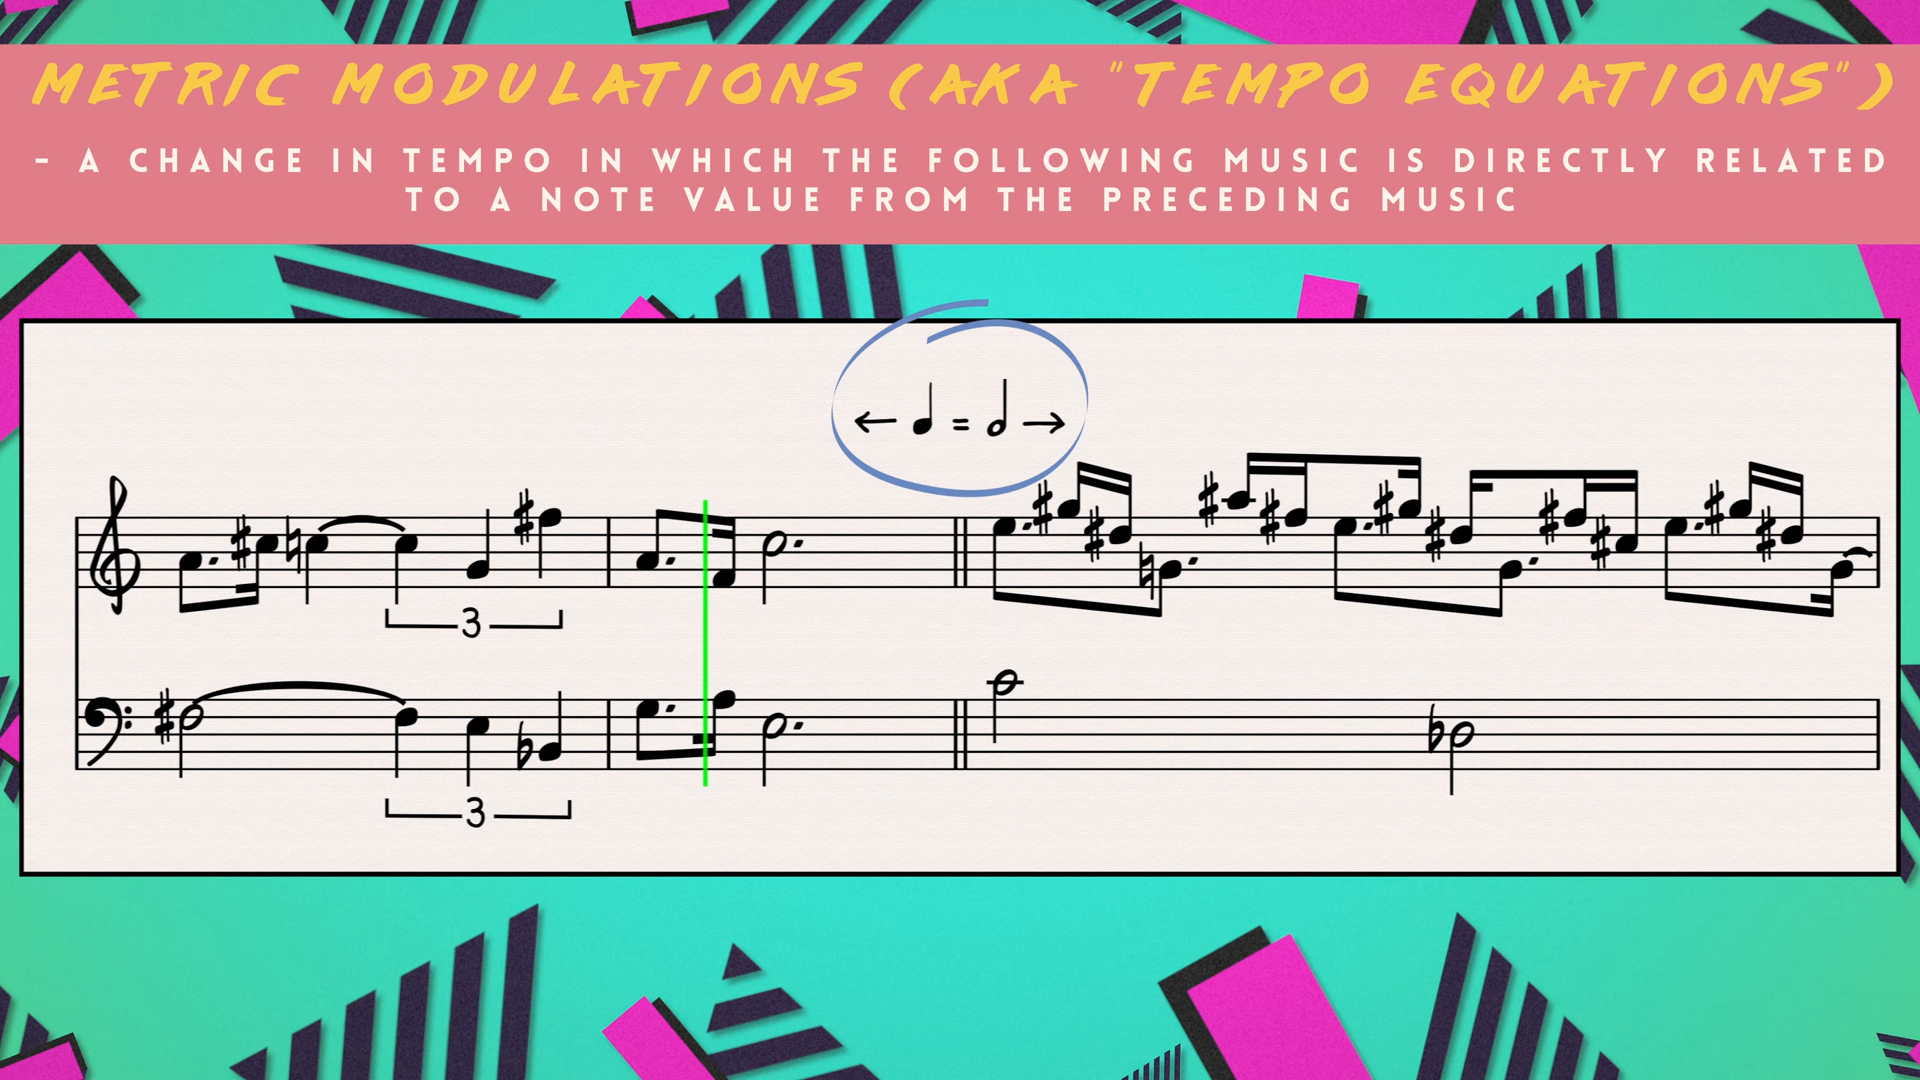 METRIC MODULATIONS (AKA "TEMPO EQUATIONS")
- A CHANGE IN TEMPO IN WHICH THE FOLLOWING MUSIC IS DIRECTLY RELATED
TO A NOTE VALUE FROM THE PRECEDING MUSIC
← ♩ = 𝅗𝅥 →
3
3